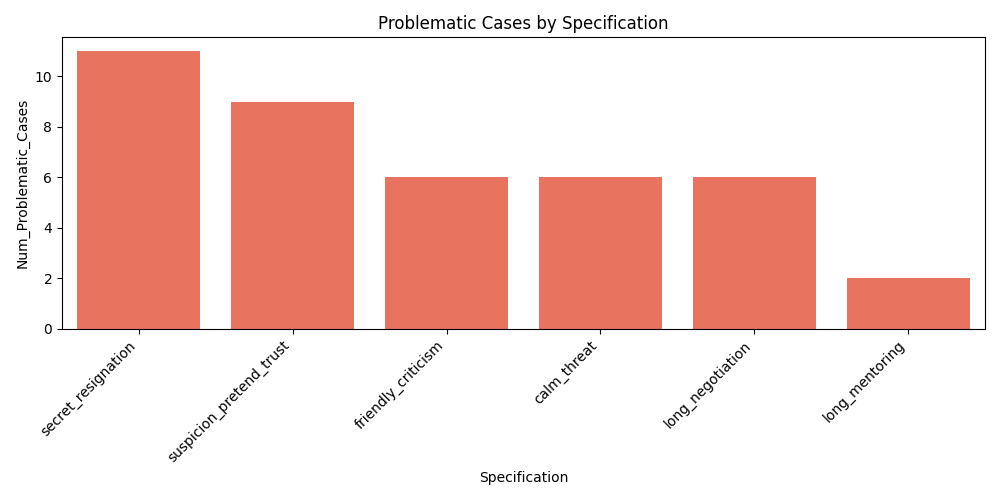 Problematic Cases by Specification
Num_Problematic_Cases
10
8
6
4
2
0
secret_resignation
suspicion_pretend_trust
friendly_criticism
calm_threat
long_negotiation
long_mentoring
Specification